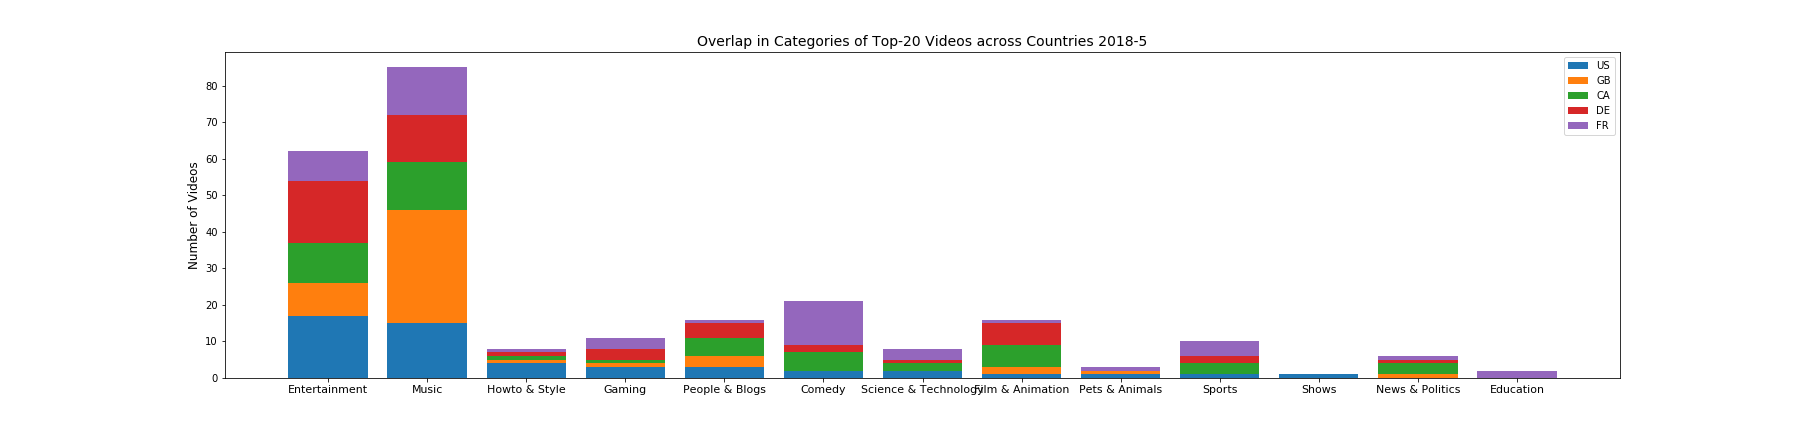 Overlap in Categories of Top-20 Videos across Countries 2018-5
US
GB
CA
DE
FR
Number of Videos
80
70
60
50
40
30
20
10
0
Entertainment Music Howto & Style Gaming People & Blogs Comedy Science & Technology Film & Animation Pets & Animals Sports Shows News & Politics Education